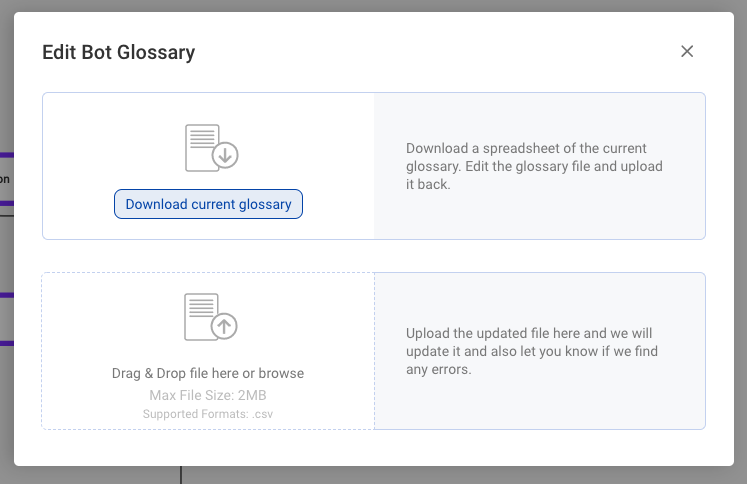 Edit Bot Glossary
Download a spreadsheet of the current
glossary. Edit the glossary file and upload
it back.
Download current glossary
on
Upload the updated file here and we will
update it and also let you know if we find
any errors.
Drag & Drop file here or browse
Max File Size: 2MB
Supported Formats: .csv